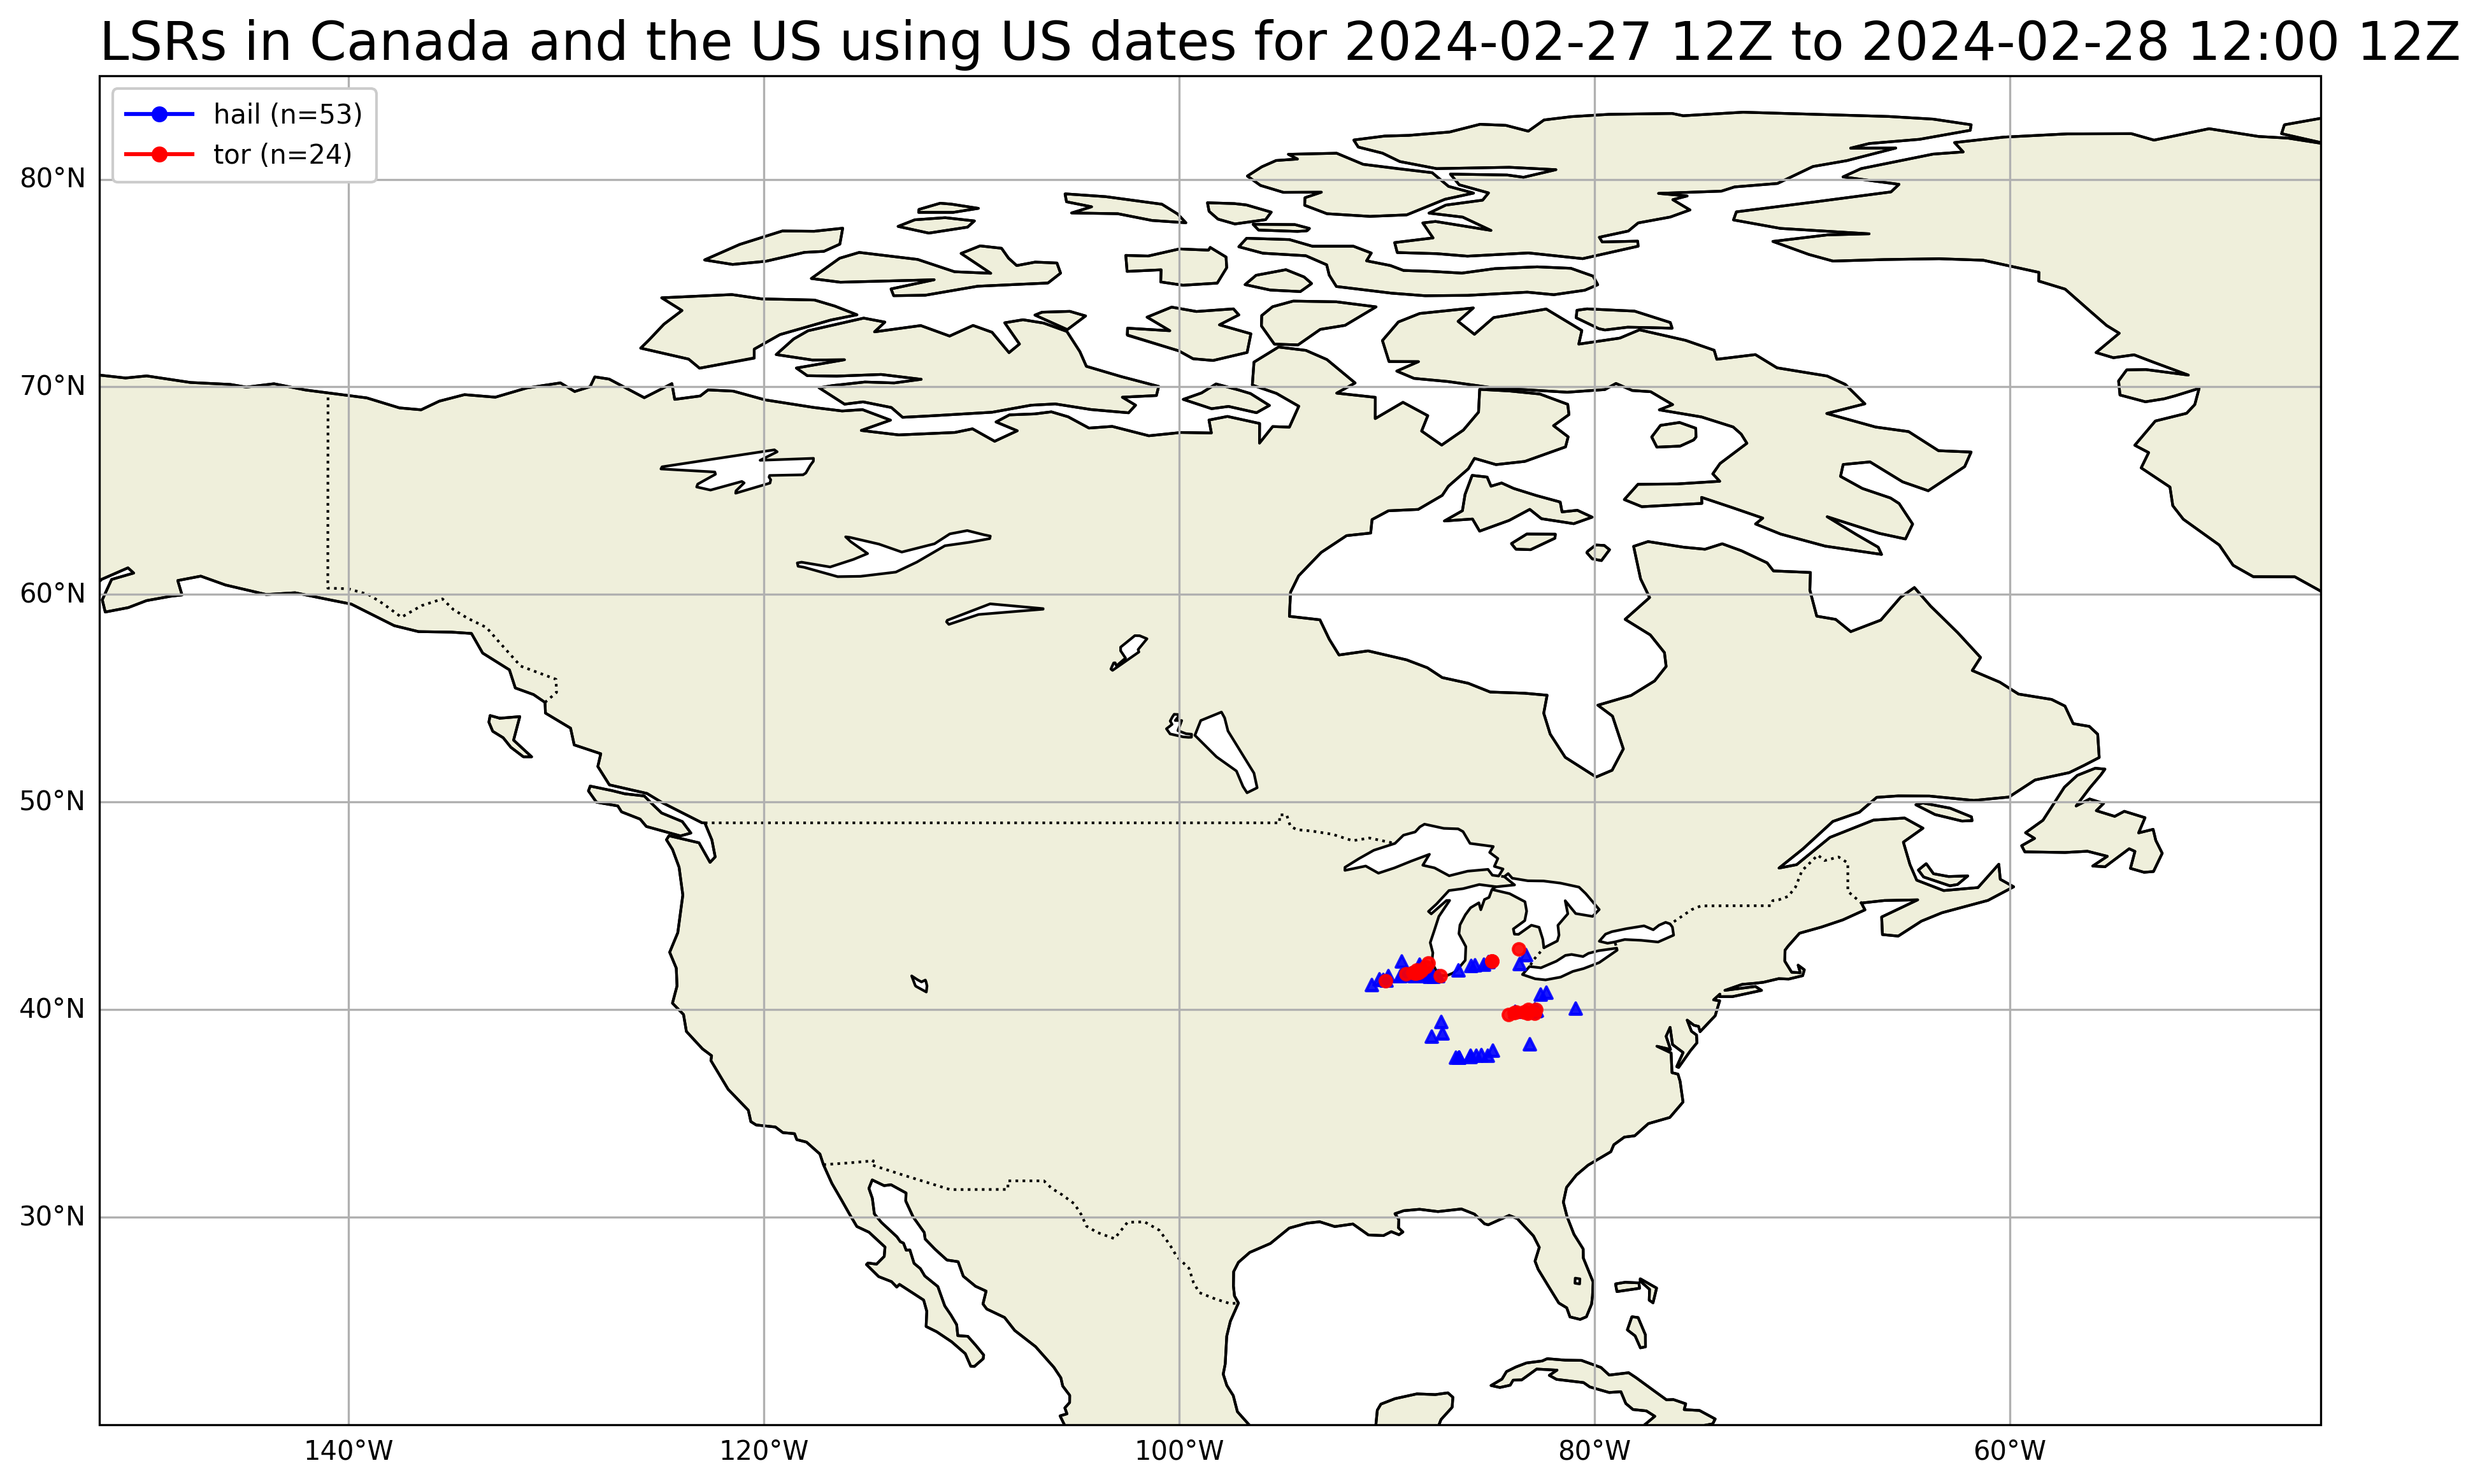 LSRs in Canada and the US using US dates for 2024-02-27 12Z to 2024-02-28 12:00 12Z
hail (n=53)
tor (n=24)
80°N
70°N
60°N
50°N
40°N
30°N
140°W
120°W
100°W
80°W
60°W